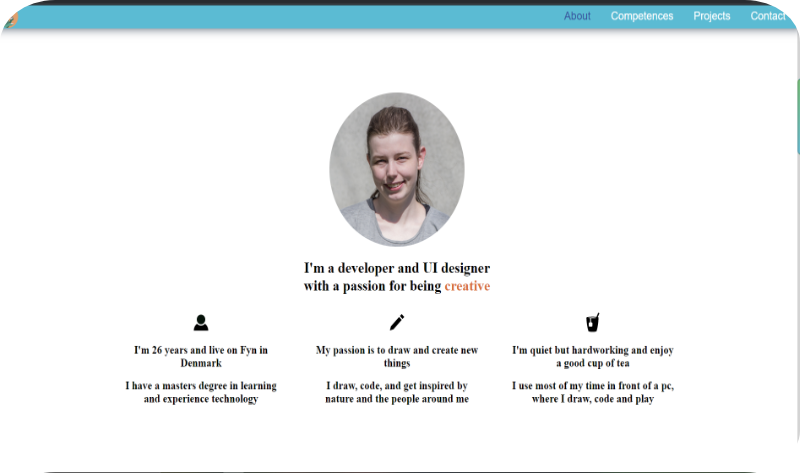 About Competences Projects Contact
I'm a developer and UI designer
with a passion for being creative
I'm 26 years and live on Fyn in
Denmark
I have a masters degree in learning
and experience technology
My passion is to draw and create new
things
I draw, code, and get inspired by
nature and the people around me
I'm quiet but hardworking and enjoy
a good cup of tea
I use most of my time in front of a pc,
where I draw, code and play